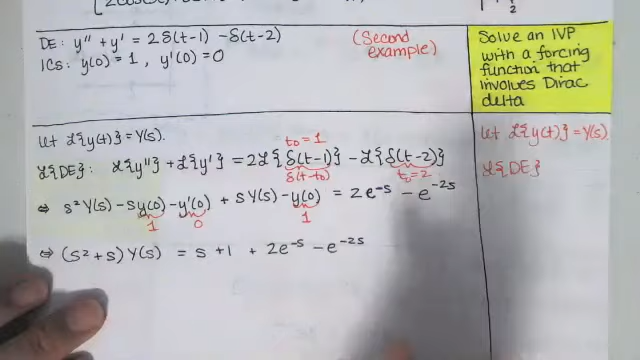 DE: y'' + y' = 2δ(t-1) - δ(t-2)
ICs: y(0) = 1, y'(0) = 0
(Second example)
Solve an IVP
with a forcing
function that
involves Dirac
delta
Let ℒ{y(t)} = Y(s).
t₀ = 1
ℒ{DE}: ℒ{y''} + ℒ{y'} = 2ℒ{δ(t-1)} - ℒ{δ(t-2)}
δ(t-t₀) t₀=2
⇔ s²Y(s) - sy(0) - y'(0) + sY(s) - y(0) = 2e^{-s} - e^{-2s}
1 0 1
⇔ (s²+s)Y(s) = s + 1 + 2e^{-s} - e^{-2s}
Let ℒ{y(t)} = Y(s).
ℒ{DE}